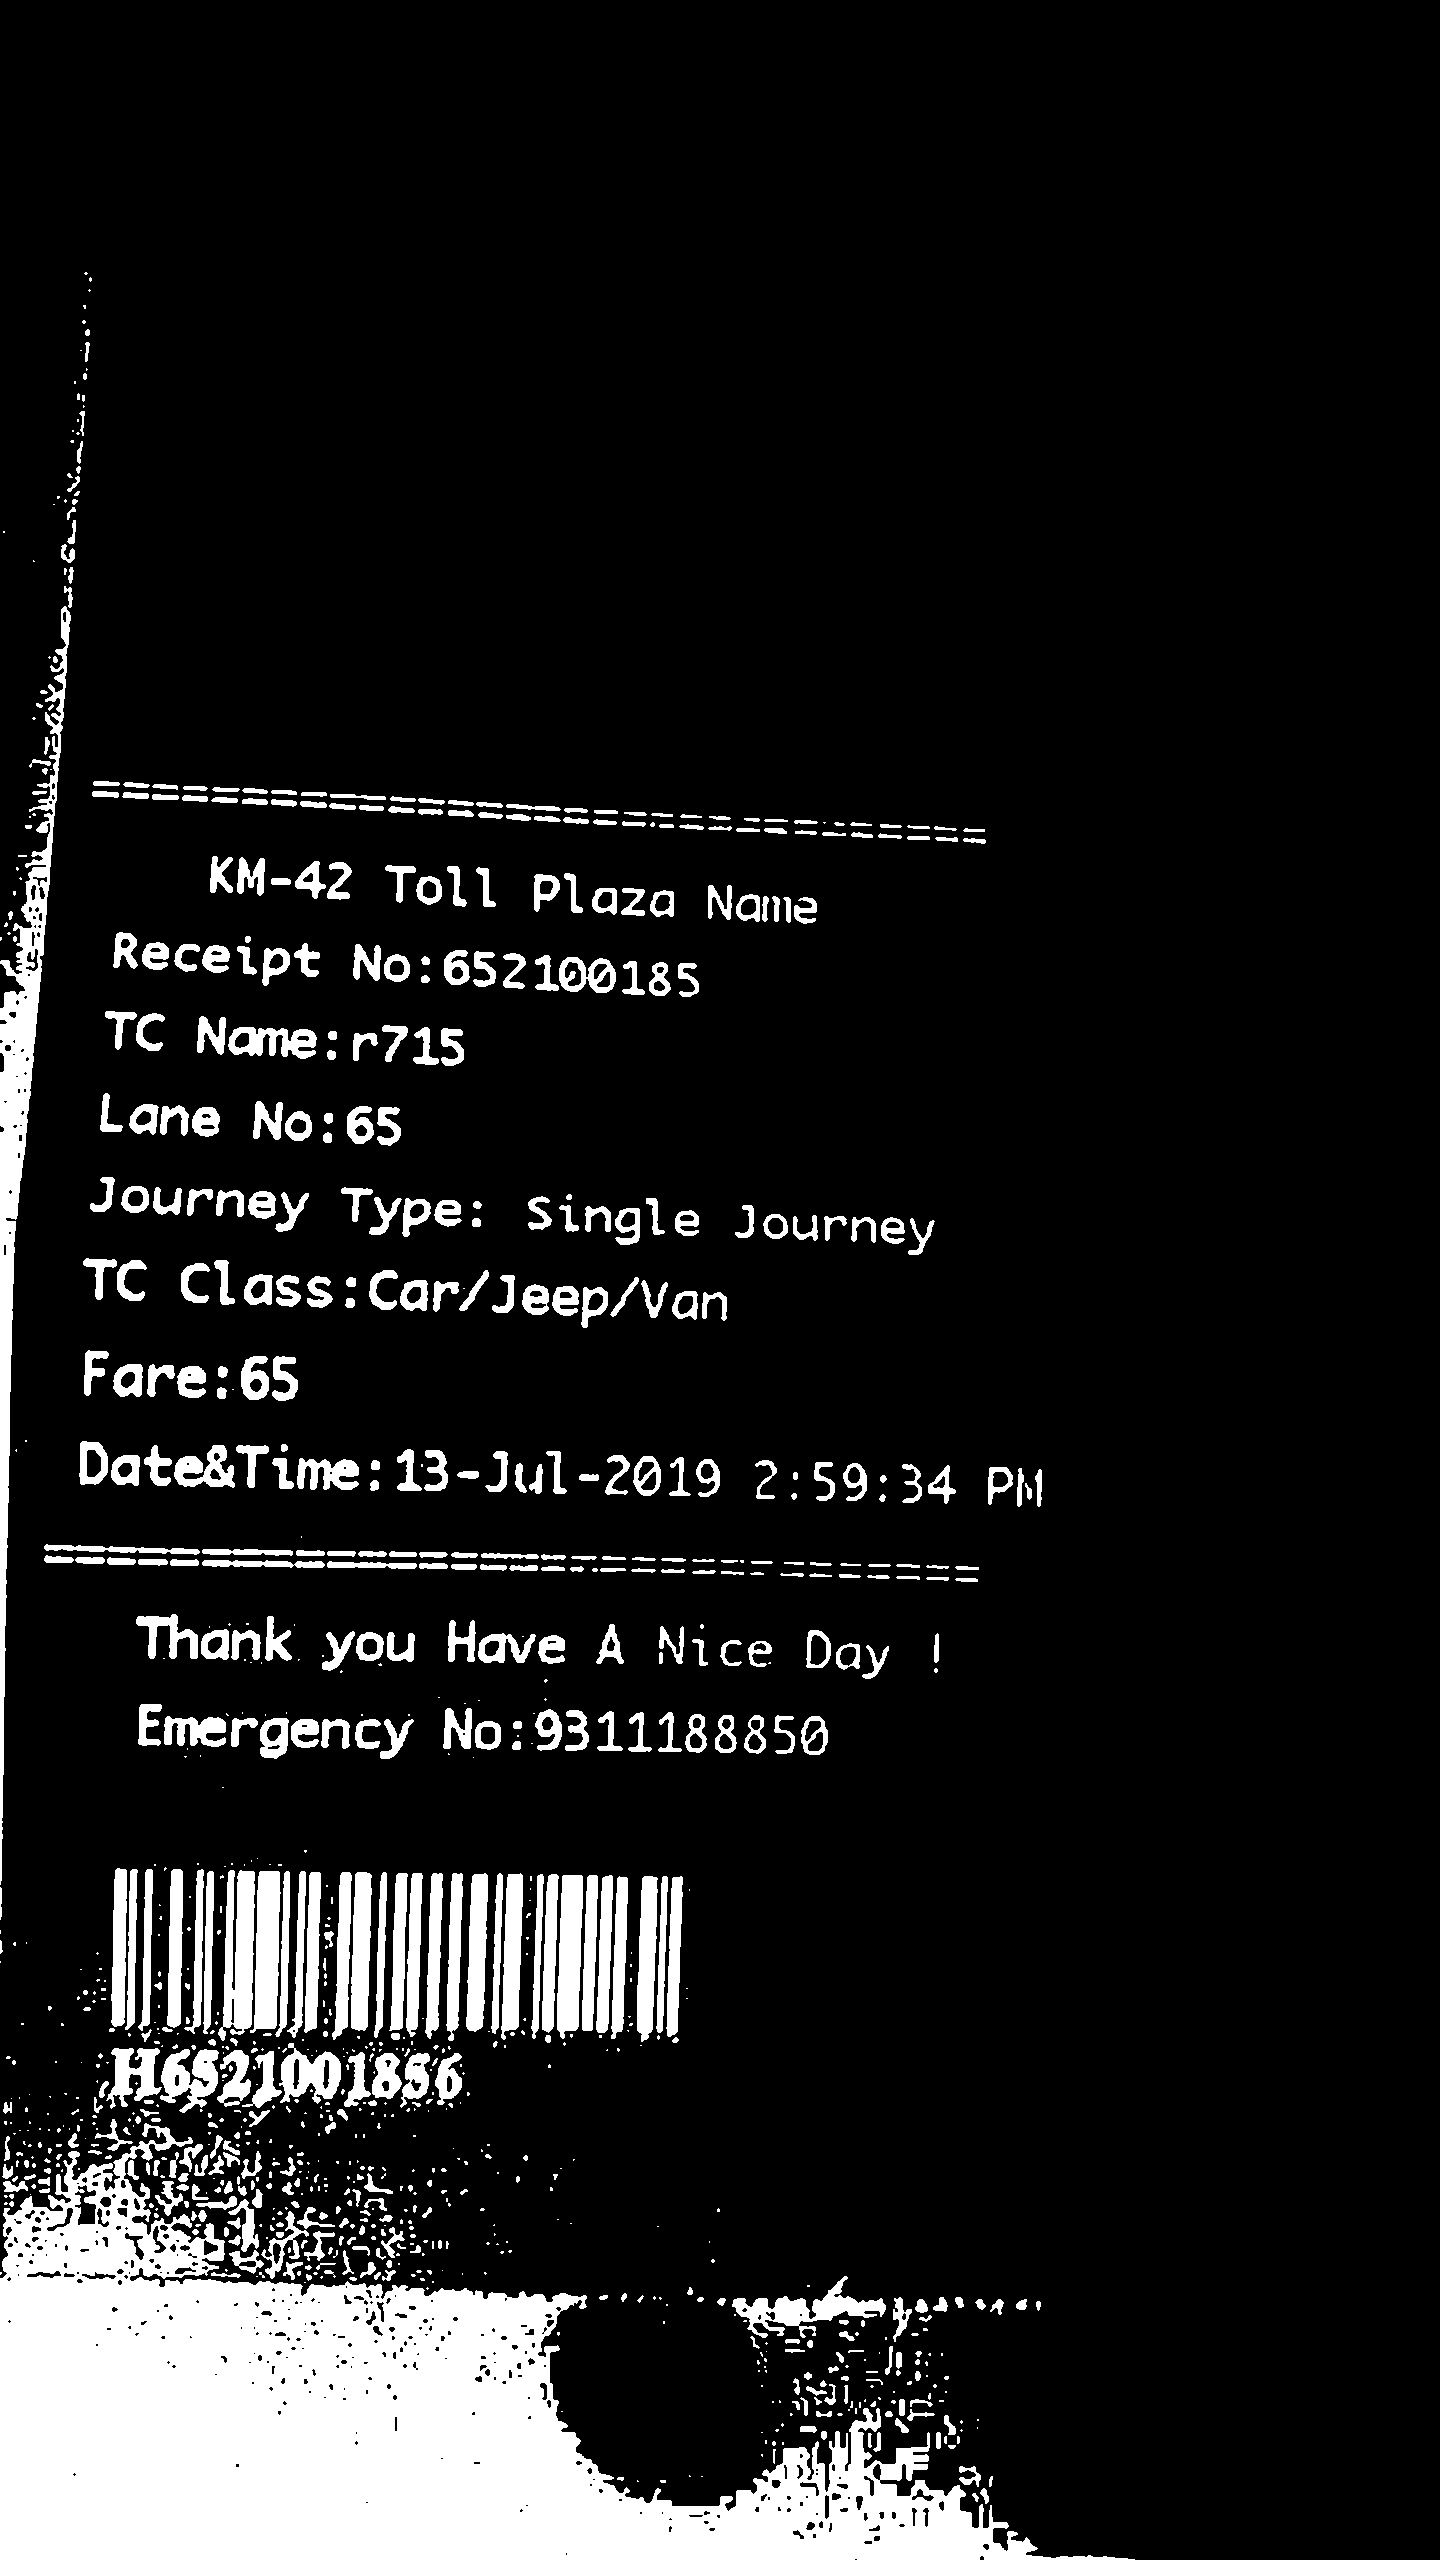 ==============================
KM-42 Toll Plaza Name
Receipt No:652100185
TC Name:r715
Lane No:65
Journey Type: Single Journey
TC Class:Car/Jeep/Van
Fare:65
Date&Time:13-Jul-2019 2:59:34 PM
==============================
Thank you Have A Nice Day !
Emergency No:9311188850
H6521001856